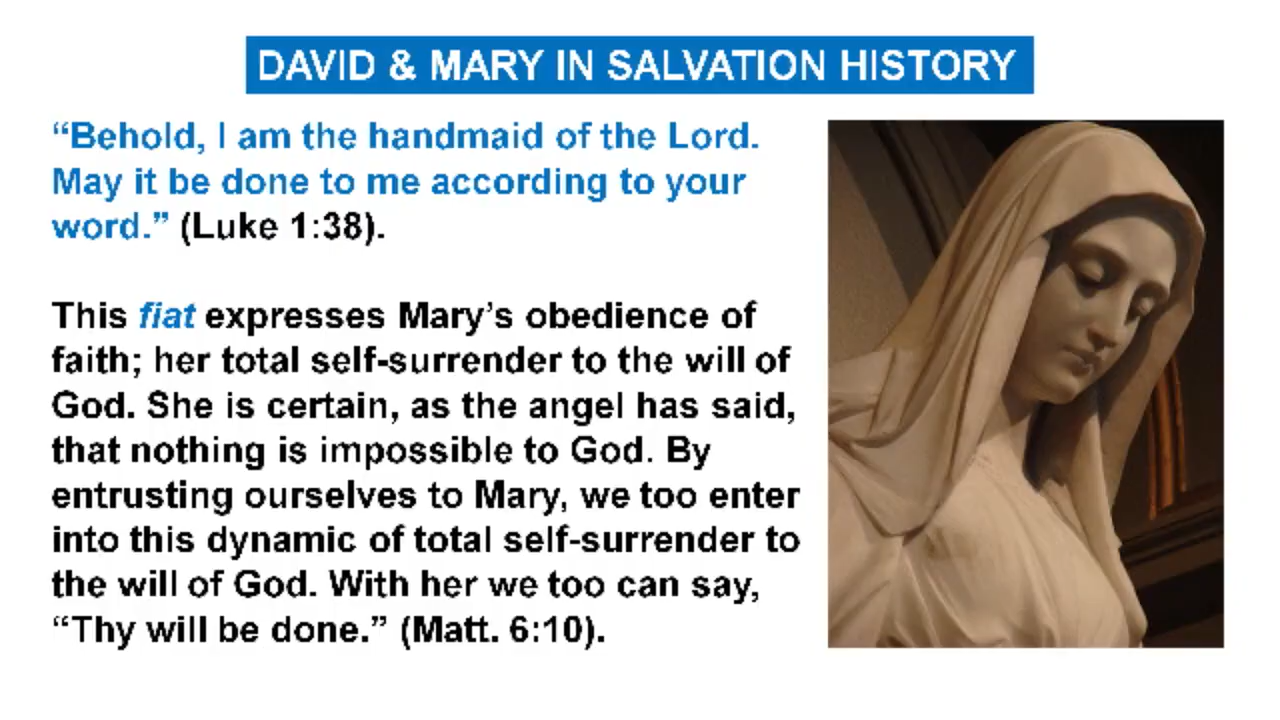 DAVID & MARY IN SALVATION HISTORY
“Behold, I am the handmaid of the Lord.
May it be done to me according to your
word.” (Luke 1:38).
This fiat expresses Mary’s obedience of
faith; her total self-surrender to the will of
God. She is certain, as the angel has said,
that nothing is impossible to God. By
entrusting ourselves to Mary, we too enter
into this dynamic of total self-surrender to
the will of God. With her we too can say,
“Thy will be done.” (Matt. 6:10).